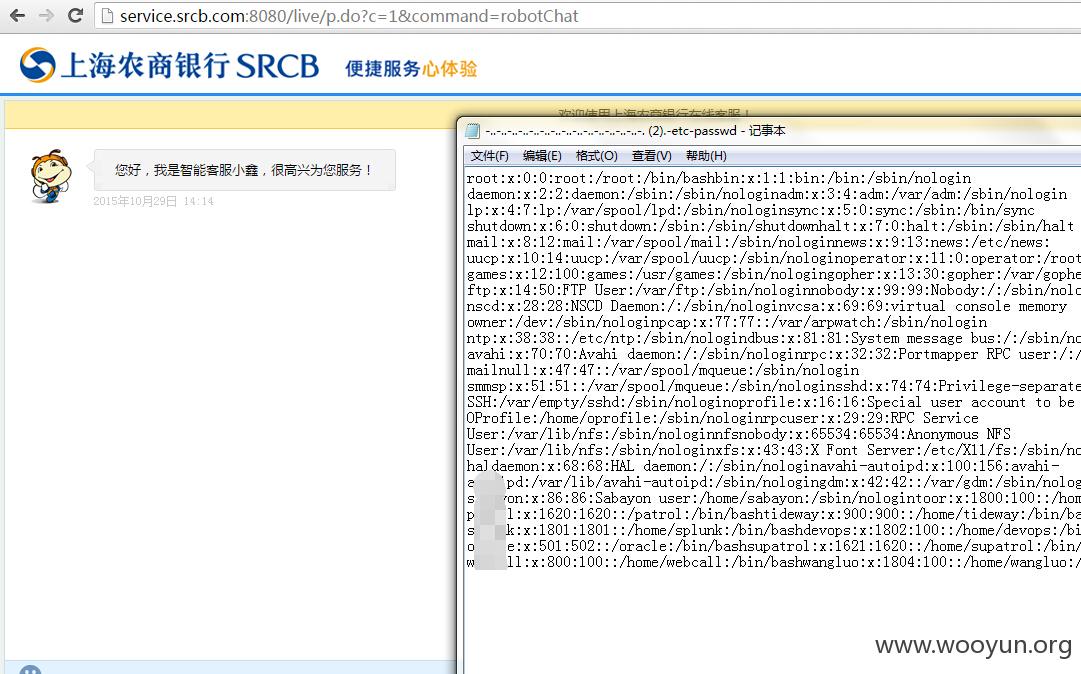 service.srcb.com:8080/live/p.do?c=1&command=robotChat
上海农商银行 SRCB 便捷服务心体验
欢迎使用上海农商银行在线客服！
您好，我是智能客服小鑫，很高兴为您服务！
2015年10月29日 14:14
-..-..-..-..-..-..-..-..-..-..-..-..-..-..-. (2).-etc-passwd - 记事本
文件(F) 编辑(E) 格式(O) 查看(V) 帮助(H)
root:x:0:0:root:/root:/bin/bashbin:x:1:1:bin:/bin:/sbin/nologin
daemon:x:2:2:daemon:/sbin:/sbin/nologinadm:x:3:4:adm:/var/adm:/sbin/nologin
lp:x:4:7:lp:/var/spool/lpd:/sbin/nologinsync:x:5:0:sync:/sbin:/bin/sync
shutdown:x:6:0:shutdown:/sbin:/sbin/shutdownhalt:x:7:0:halt:/sbin:/sbin/halt
mail:x:8:12:mail:/var/spool/mail:/sbin/nologinnews:x:9:13:news:/etc/news:
uucp:x:10:14:uucp:/var/spool/uucp:/sbin/nologinoperator:x:11:0:operator:/root
games:x:12:100:games:/usr/games:/sbin/nologingopher:x:13:30:gopher:/var/gophe
ftp:x:14:50:FTP User:/var/ftp:/sbin/nologinnobody:x:99:99:Nobody:/:/sbin/nolo
nscd:x:28:28:NSCD Daemon:/:/sbin/nologinvcsa:x:69:69:virtual console memory
owner:/dev:/sbin/nologinpcap:x:77:77::/var/arpwatch:/sbin/nologin
ntp:x:38:38::/etc/ntp:/sbin/nologindbus:x:81:81:System message bus:/:/sbin/no
avahi:x:70:70:Avahi daemon:/:/sbin/nologinrpc:x:32:32:Portmapper RPC user:/:/
mailnull:x:47:47::/var/spool/mqueue:/sbin/nologin
smmsp:x:51:51::/var/spool/mqueue:/sbin/nologinsshd:x:74:74:Privilege-separate
SSH:/var/empty/sshd:/sbin/nologinoprofile:x:16:16:Special user account to be
OProfile:/home/oprofile:/sbin/nologinrpcuser:x:29:29:RPC Service
User:/var/lib/nfs:/sbin/nologinnfsnobody:x:65534:65534:Anonymous NFS
User:/var/lib/nfs:/sbin/nologinxfs:x:43:43:X Font Server:/etc/X11/fs:/sbin/no
haldaemon:x:68:68:HAL daemon:/:/sbin/nologinavahi-autoipd:x:100:156:avahi-
a pd:/var/lib/avahi-autoipd:/sbin/nologingdm:x:42:42::/var/gdm:/sbin/nolog
s yon:x:86:86:Sabayon user:/home/sabayon:/sbin/nologintoor:x:1800:100::/hom
p l:x:1620:1620::/patrol:/bin/bashtideway:x:900:900::/home/tideway:/bin/ba
s k:x:1801:1801::/home/splunk:/bin/bashdevops:x:1802:100::/home/devops:/bi
o e:x:501:502::/oracle:/bin/bashsupatrol:x:1621:1620::/home/supatrol:/bin/
w ll:x:800:100::/home/webcall:/bin/bashwangluo:x:1804:100::/home/wangluo:/
www.wooyun.org